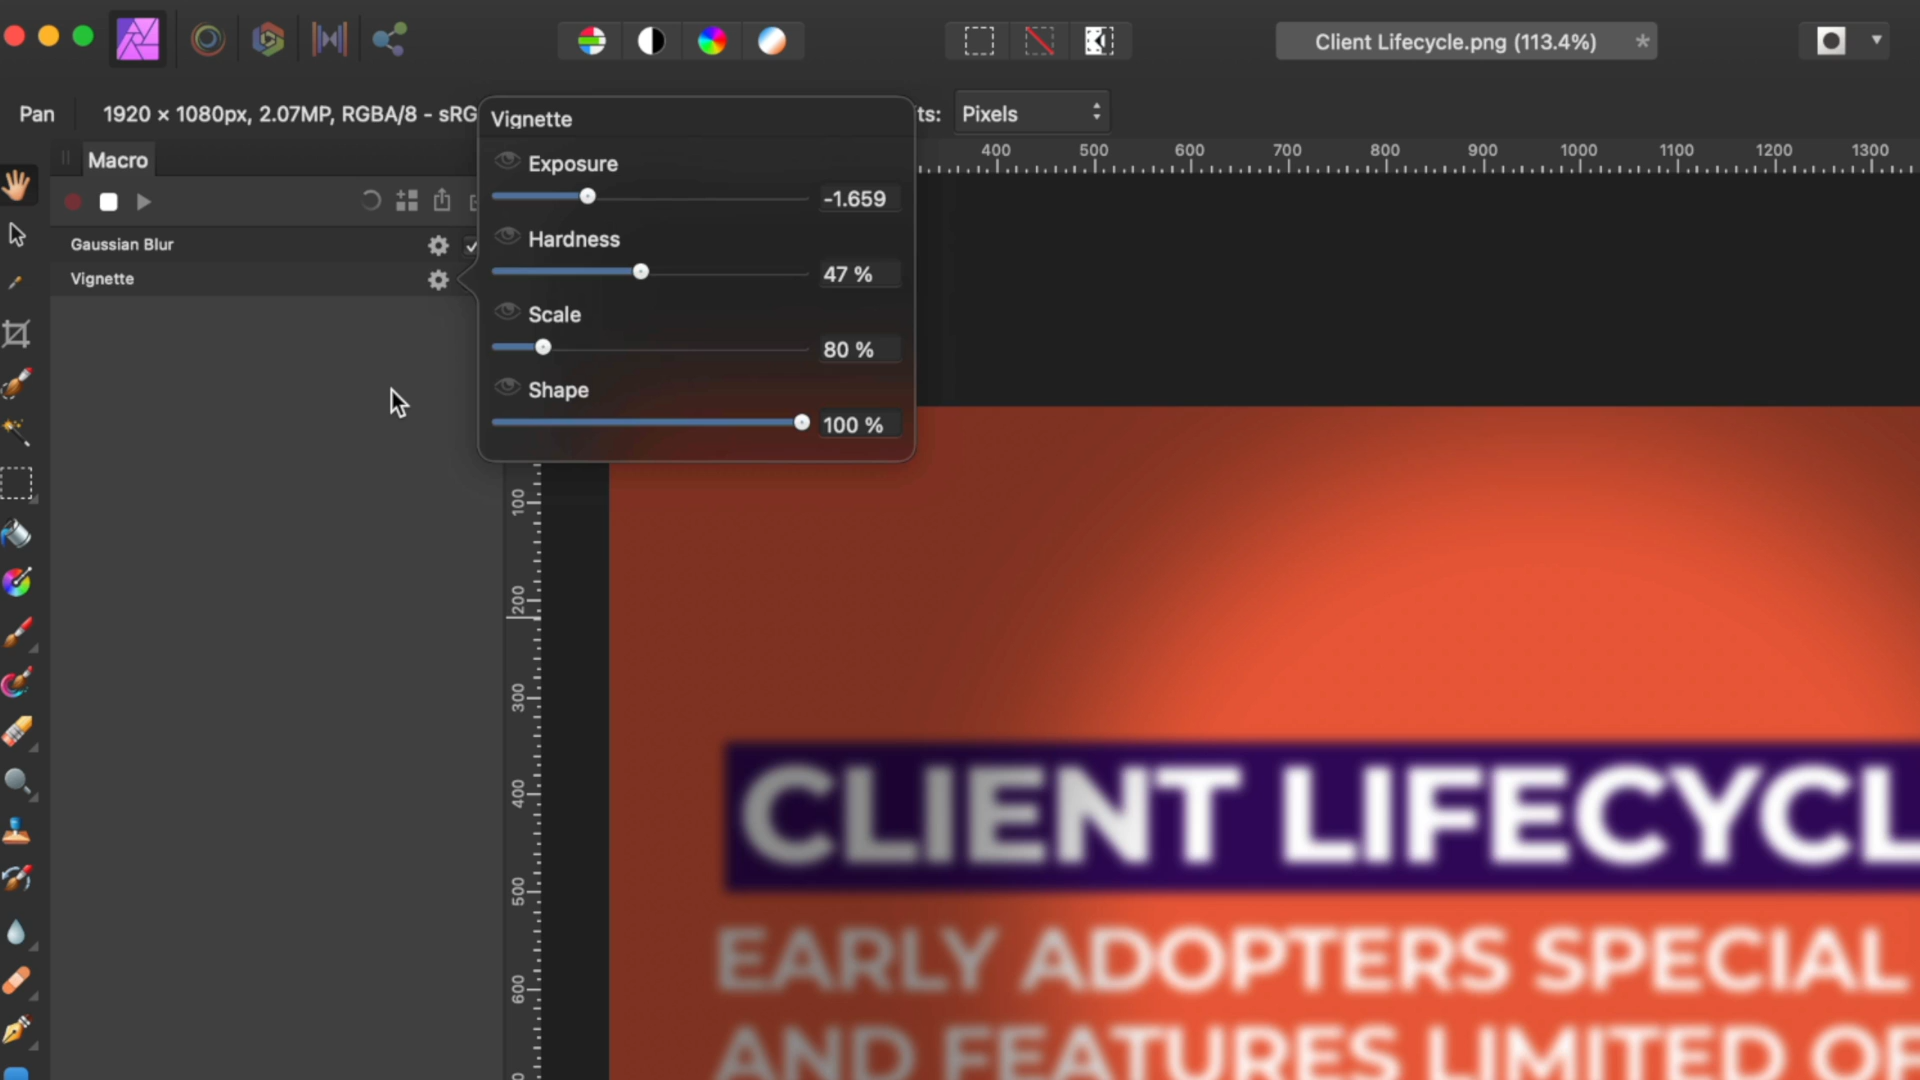 Client Lifecycle.png (113.4%) *
Pan 1920 × 1080px, 2.07MP, RGBA/8 - sRG ts: Pixels
Vignette
Macro
Exposure
-1.659
Hardness
47 %
Scale
80 %
Shape
100 %
Gaussian Blur
Vignette
400 500 600 700 800 900 1000 1100 1200 1300
100
200
300
400
500
600
CLIENT LIFECYCL
EARLY ADOPTERS SPECIAL
AND FEATURES LIMITED OF